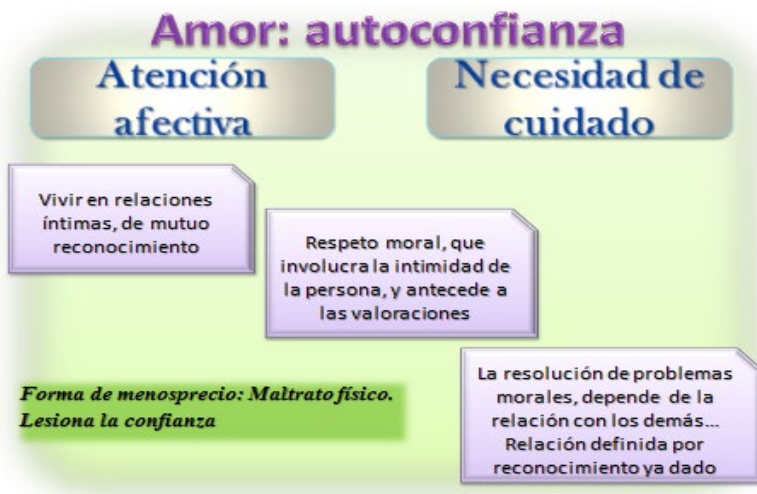 Amor: autoconfianza
Atención
afectiva
Necesidad de
cuidado
Vivir en relaciones
íntimas, de mutuo
reconocimiento
Respeto moral, que
involucra la intimidad de
la persona, y antecede a
las valoraciones
La resolución de problemas
morales, depende de la
relación con los demás...
Relación definida por
reconocimiento ya dado
Forma de menosprecio: Maltrato físico.
Lesiona la confianza